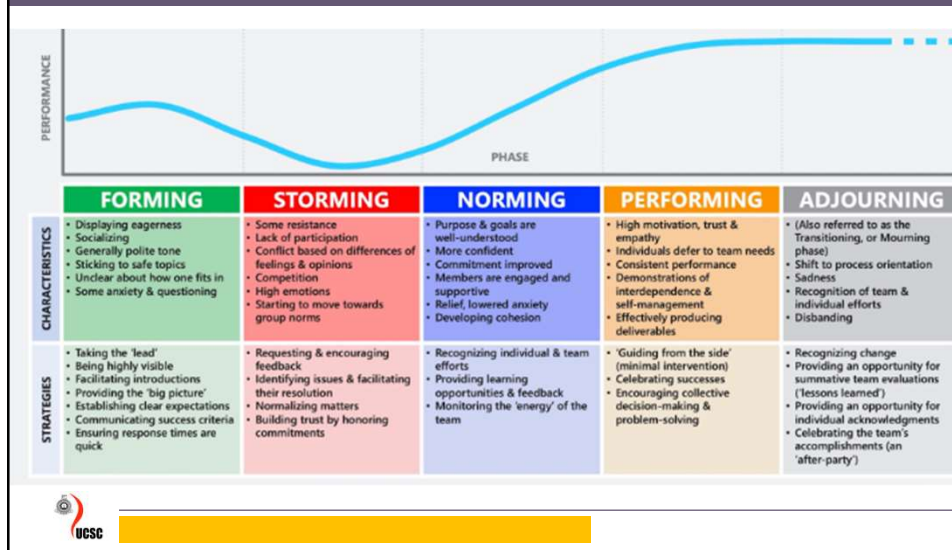 PERFORMANCE
PHASE
FORMING
STORMING
NORMING
PERFORMING
ADJOURNING
CHARACTERISTICS
• Displaying eagerness
• Socializing
• Generally polite tone
• Sticking to safe topics
• Unclear about how one fits in
• Some anxiety & questioning
• Some resistance
• Lack of participation
• Conflict based on differences of
feelings & opinions
• Competition
• High emotions
• Starting to move towards
group norms
• Purpose & goals are
well-understood
• More confident
• Commitment improved
• Members are engaged and
supportive
• Relief, lowered anxiety
• Developing cohesion
• High motivation, trust &
empathy
• Individuals defer to team needs
• Consistent performance
• Demonstrations of
interdependence &
self-management
• Effectively producing
deliverables
• (Also referred to as the
Transitioning, or Mourning
phase)
• Shift to process orientation
• Sadness
• Recognition of team &
individual efforts
• Disbanding
STRATEGIES
• Taking the 'lead'
• Being highly visible
• Facilitating introductions
• Providing the 'big picture'
• Establishing clear expectations
• Communicating success criteria
• Ensuring response times are
quick
• Requesting & encouraging
feedback
• Identifying issues & facilitating
their resolution
• Normalizing matters
• Building trust by honoring
commitments
• Recognizing individual & team
efforts
• Providing learning
opportunities & feedback
• Monitoring the 'energy' of the
team
• 'Guiding from the side'
(minimal intervention)
• Celebrating successes
• Encouraging collective
decision-making &
problem-solving
• Recognizing change
• Providing an opportunity for
summative team evaluations
('lessons learned')
• Providing an opportunity for
individual acknowledgments
• Celebrating the team's
accomplishments (an
'after-party')
UCSC